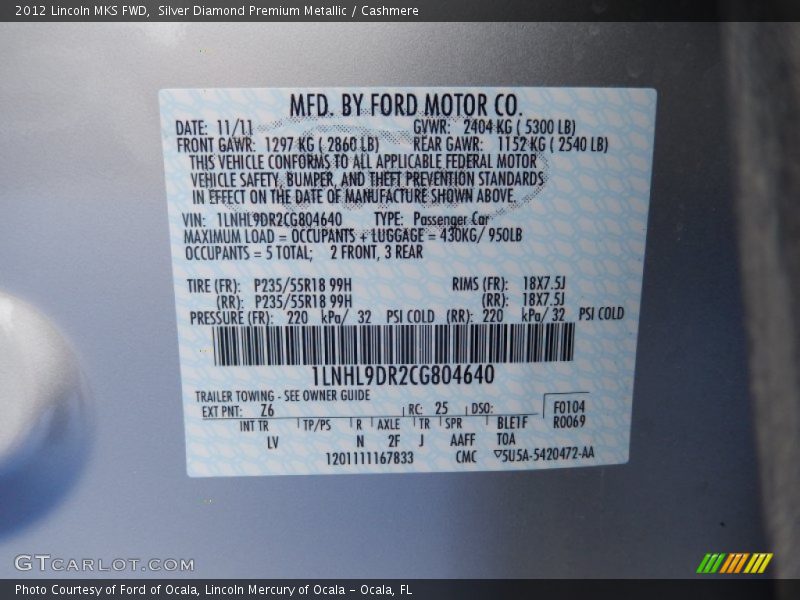 2012 Lincoln MKS FWD,  Silver Diamond Premium Metallic / Cashmere
MFD. BY FORD MOTOR CO.
DATE: 11/11 GVWR: 2404 KG ( 5300 LB)
FRONT GAWR: 1297 KG ( 2860 LB) REAR GAWR: 1152 KG ( 2540 LB)
THIS VEHICLE CONFORMS TO ALL APPLICABLE FEDERAL MOTOR
VEHICLE SAFETY, BUMPER, AND THEFT PREVENTION STANDARDS
IN EFFECT ON THE DATE OF MANUFACTURE SHOWN ABOVE.
VIN: 1LNHL9DR2CG804640 TYPE: Passenger Car
MAXIMUM LOAD = OCCUPANTS + LUGGAGE = 430KG/ 950LB
OCCUPANTS = 5 TOTAL; 2 FRONT, 3 REAR
TIRE (FR): P235/55R18 99H RIMS (FR): 18X7.5J
(RR): P235/55R18 99H (RR): 18X7.5J
PRESSURE (FR): 220 kPa/ 32 PSI COLD (RR): 220 kPa/ 32 PSI COLD
1LNHL9DR2CG804640
TRAILER TOWING - SEE OWNER GUIDE
EXT PNT: Z6 RC: 25 DSO: F0104
R0069
INT TR TP/PS R AXLE TR SPR BLE1F
LV N 2F J AAFF TOA
1201111167833 CMC ▽5U5A-5420472-AA
GTCARLOT.COM
Photo Courtesy of Ford of Ocala, Lincoln Mercury of Ocala – Ocala, FL